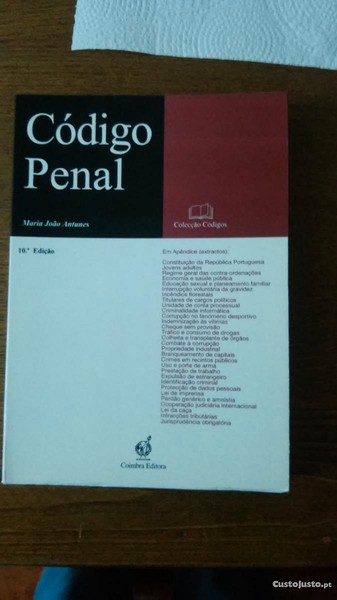 Código
Penal
Maria João Antunes
Colecção Códigos
10.ª Edição
Em Apêndice (extractos):
Constituição da República Portuguesa
Jovens adultos
Regime geral das contra-ordenações
Economia e saúde pública
Educação sexual e planeamento familiar
Interrupção voluntária da gravidez
Incêndios florestais
Titulares de cargos políticos
Unidade de conta processual
Criminalidade informática
Corrupção no fenómeno desportivo
Indemnização às vítimas
Cheque sem provisão
Tráfico e consumo de drogas
Colheita e transplante de órgãos
Combate à corrupção
Propriedade industrial
Branqueamento de capitais
Crimes em recintos públicos
Uso e porte de arma
Prestação de trabalho
Expulsão de estrangeiro
Identificação criminal
Protecção de dados pessoais
Lei de Imprensa
Perdão genérico e amnistia
Cooperação judiciária internacional
Lei da caça
Infracções tributárias
Jurisprudência obrigatória
Coimbra Editora
CustoJusto.pt